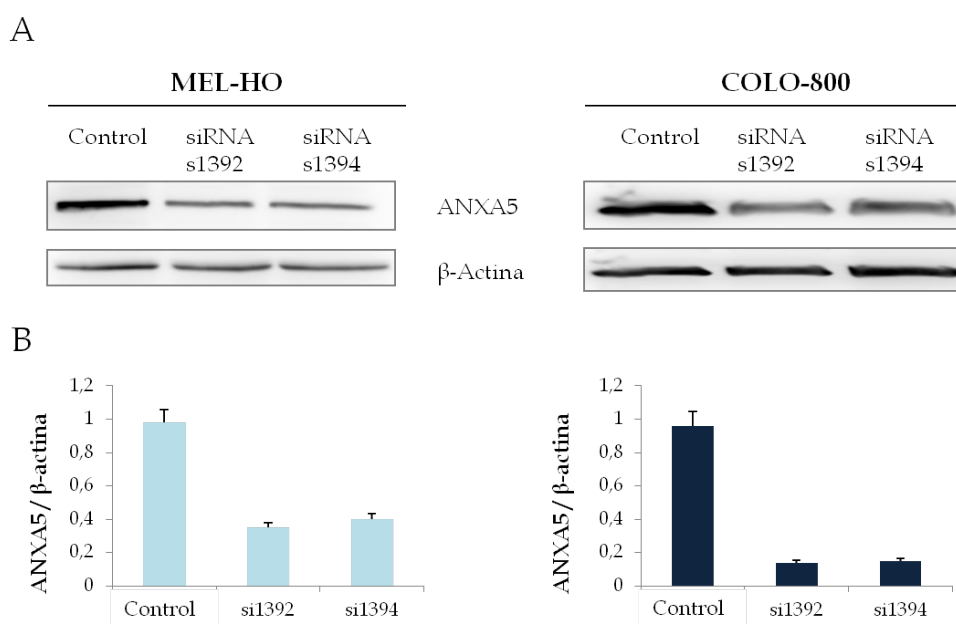 A
MEL-HO
COLO-800
Control
siRNA
s1392
siRNA
s1394
siRNA
s1392
siRNA
s1394
Control
ANXA5
β-Actina
B
ANXA5 / β-actina
1,2
1
0,8
0,6
0,4
0,2
0
Control
si1392
si1394
ANXA5 / β-actina
1,2
1
0,8
0,6
0,4
0,2
0
Control
si1392
si1394